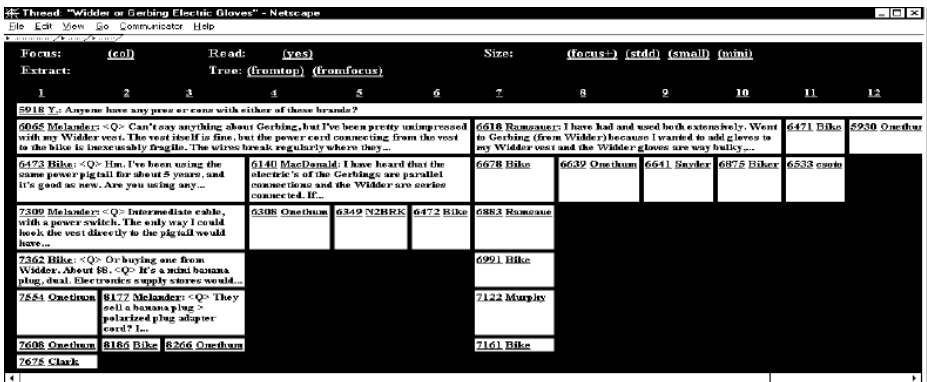 Thread: "Widder or Gerbing Electric Gloves" - Netscape
File Edit View Go Communicator Help
Focus: (col) Read: (yes) Size: (focus+) (stdd) (small) (mini)
Extract: Tree: (fromtop) (fromfocus)
1 2 3 4 5 6 7 8 9 10 11 12
5918 Y.: Anyone have any pros or cons with either of these brands?
6065 Melander: <Q> Can't say anything about Gerbing, but I've been pretty unimpressed
with my Widder vest. The vest itself is fine, but the power cord connecting from the vest
to the bike is inexcusably fragile. The wires break regularly where they...
6618 Ramsauer: I have had and used both extensively. Went
to Gerbing (from Widder) because I wanted to add gloves to
my Widder vest and the Widder gloves are way bulky,...
6471 Bike
5930 Onethum
6473 Bike: <Q> Hm. I've been using the
same power pigtail for about 5 years, and
it's good as new. Are you using any...
6140 MacDonald: I have heard that the
electric's of the Gerbings are parallel
connections and the Widder are series
connected. If...
6678 Bike
6639 Onethum
6641 Snyder
6875 Biker
6533 csoto
7309 Melander: <Q> Intermediate cable,
with a power switch. The only way I could
hook the vest directly to the pigtail would
have...
6308 Onethum
6349 N2BRK
6472 Bike
6883 Ramsaue
7362 Bike: <Q> Or buying one from
Widder. About $8. <Q> It's a mini banana
plug, dual. Electronics supply stores would...
6991 Bike
7554 Onethum
8177 Melander: <Q> They
sell a banana plug >
polarized plug adapter
cord? I...
7122 Murphy
7608 Onethum
8186 Bike
8266 Onethum
7161 Bike
7675 Clark